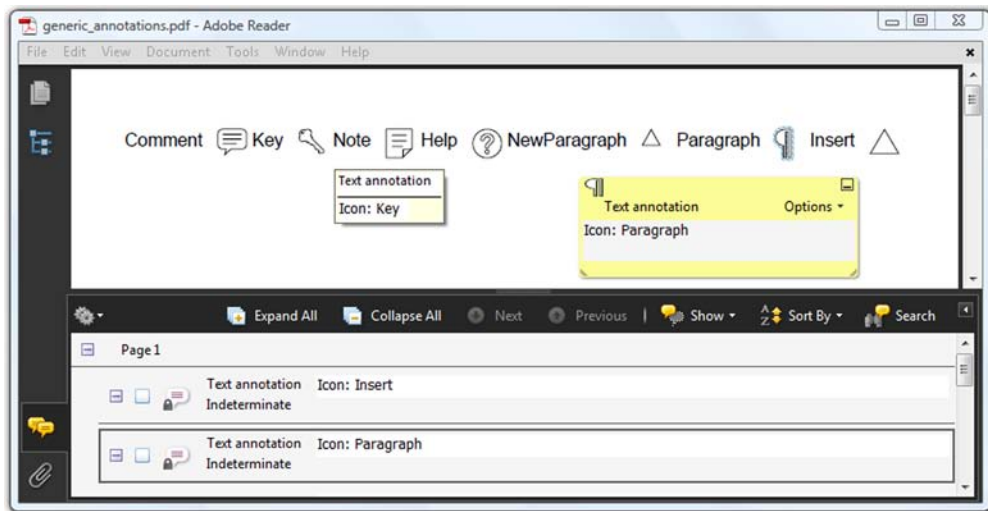 generic_annotations.pdf - Adobe Reader
File Edit View Document Tools Window Help
Comment Key Note Help NewParagraph Paragraph Insert
Text annotation
Icon: Key
Text annotation Options
Icon: Paragraph
Expand All Collapse All Next Previous Show Sort By Search
Page 1
Text annotation Icon: Insert
Indeterminate
Text annotation Icon: Paragraph
Indeterminate